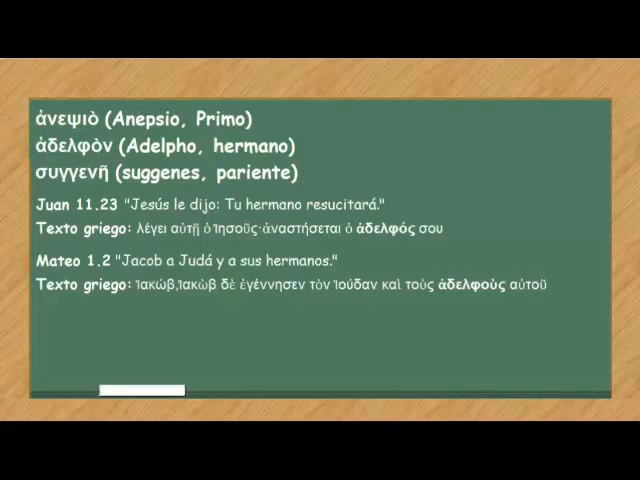 ἀνεψιὸ (Anepsio, Primo)
ἀδελφὸν (Adelpho, hermano)
συγγενῆ (suggenes, pariente)
Juan 11.23 "Jesús le dijo: Tu hermano resucitará."
Texto griego: λέγει αὐτῇ ὁ Ἰησοῦς·ἀναστήσεται ὁ ἀδελφός σου
Mateo 1.2 "Jacob a Judá y a sus hermanos."
Texto griego: Ἰακώβ,Ἰακὼβ δὲ ἐγέννησεν τὸν Ἰούδαν καὶ τοὺς ἀδελφοὺς αὐτοῦ